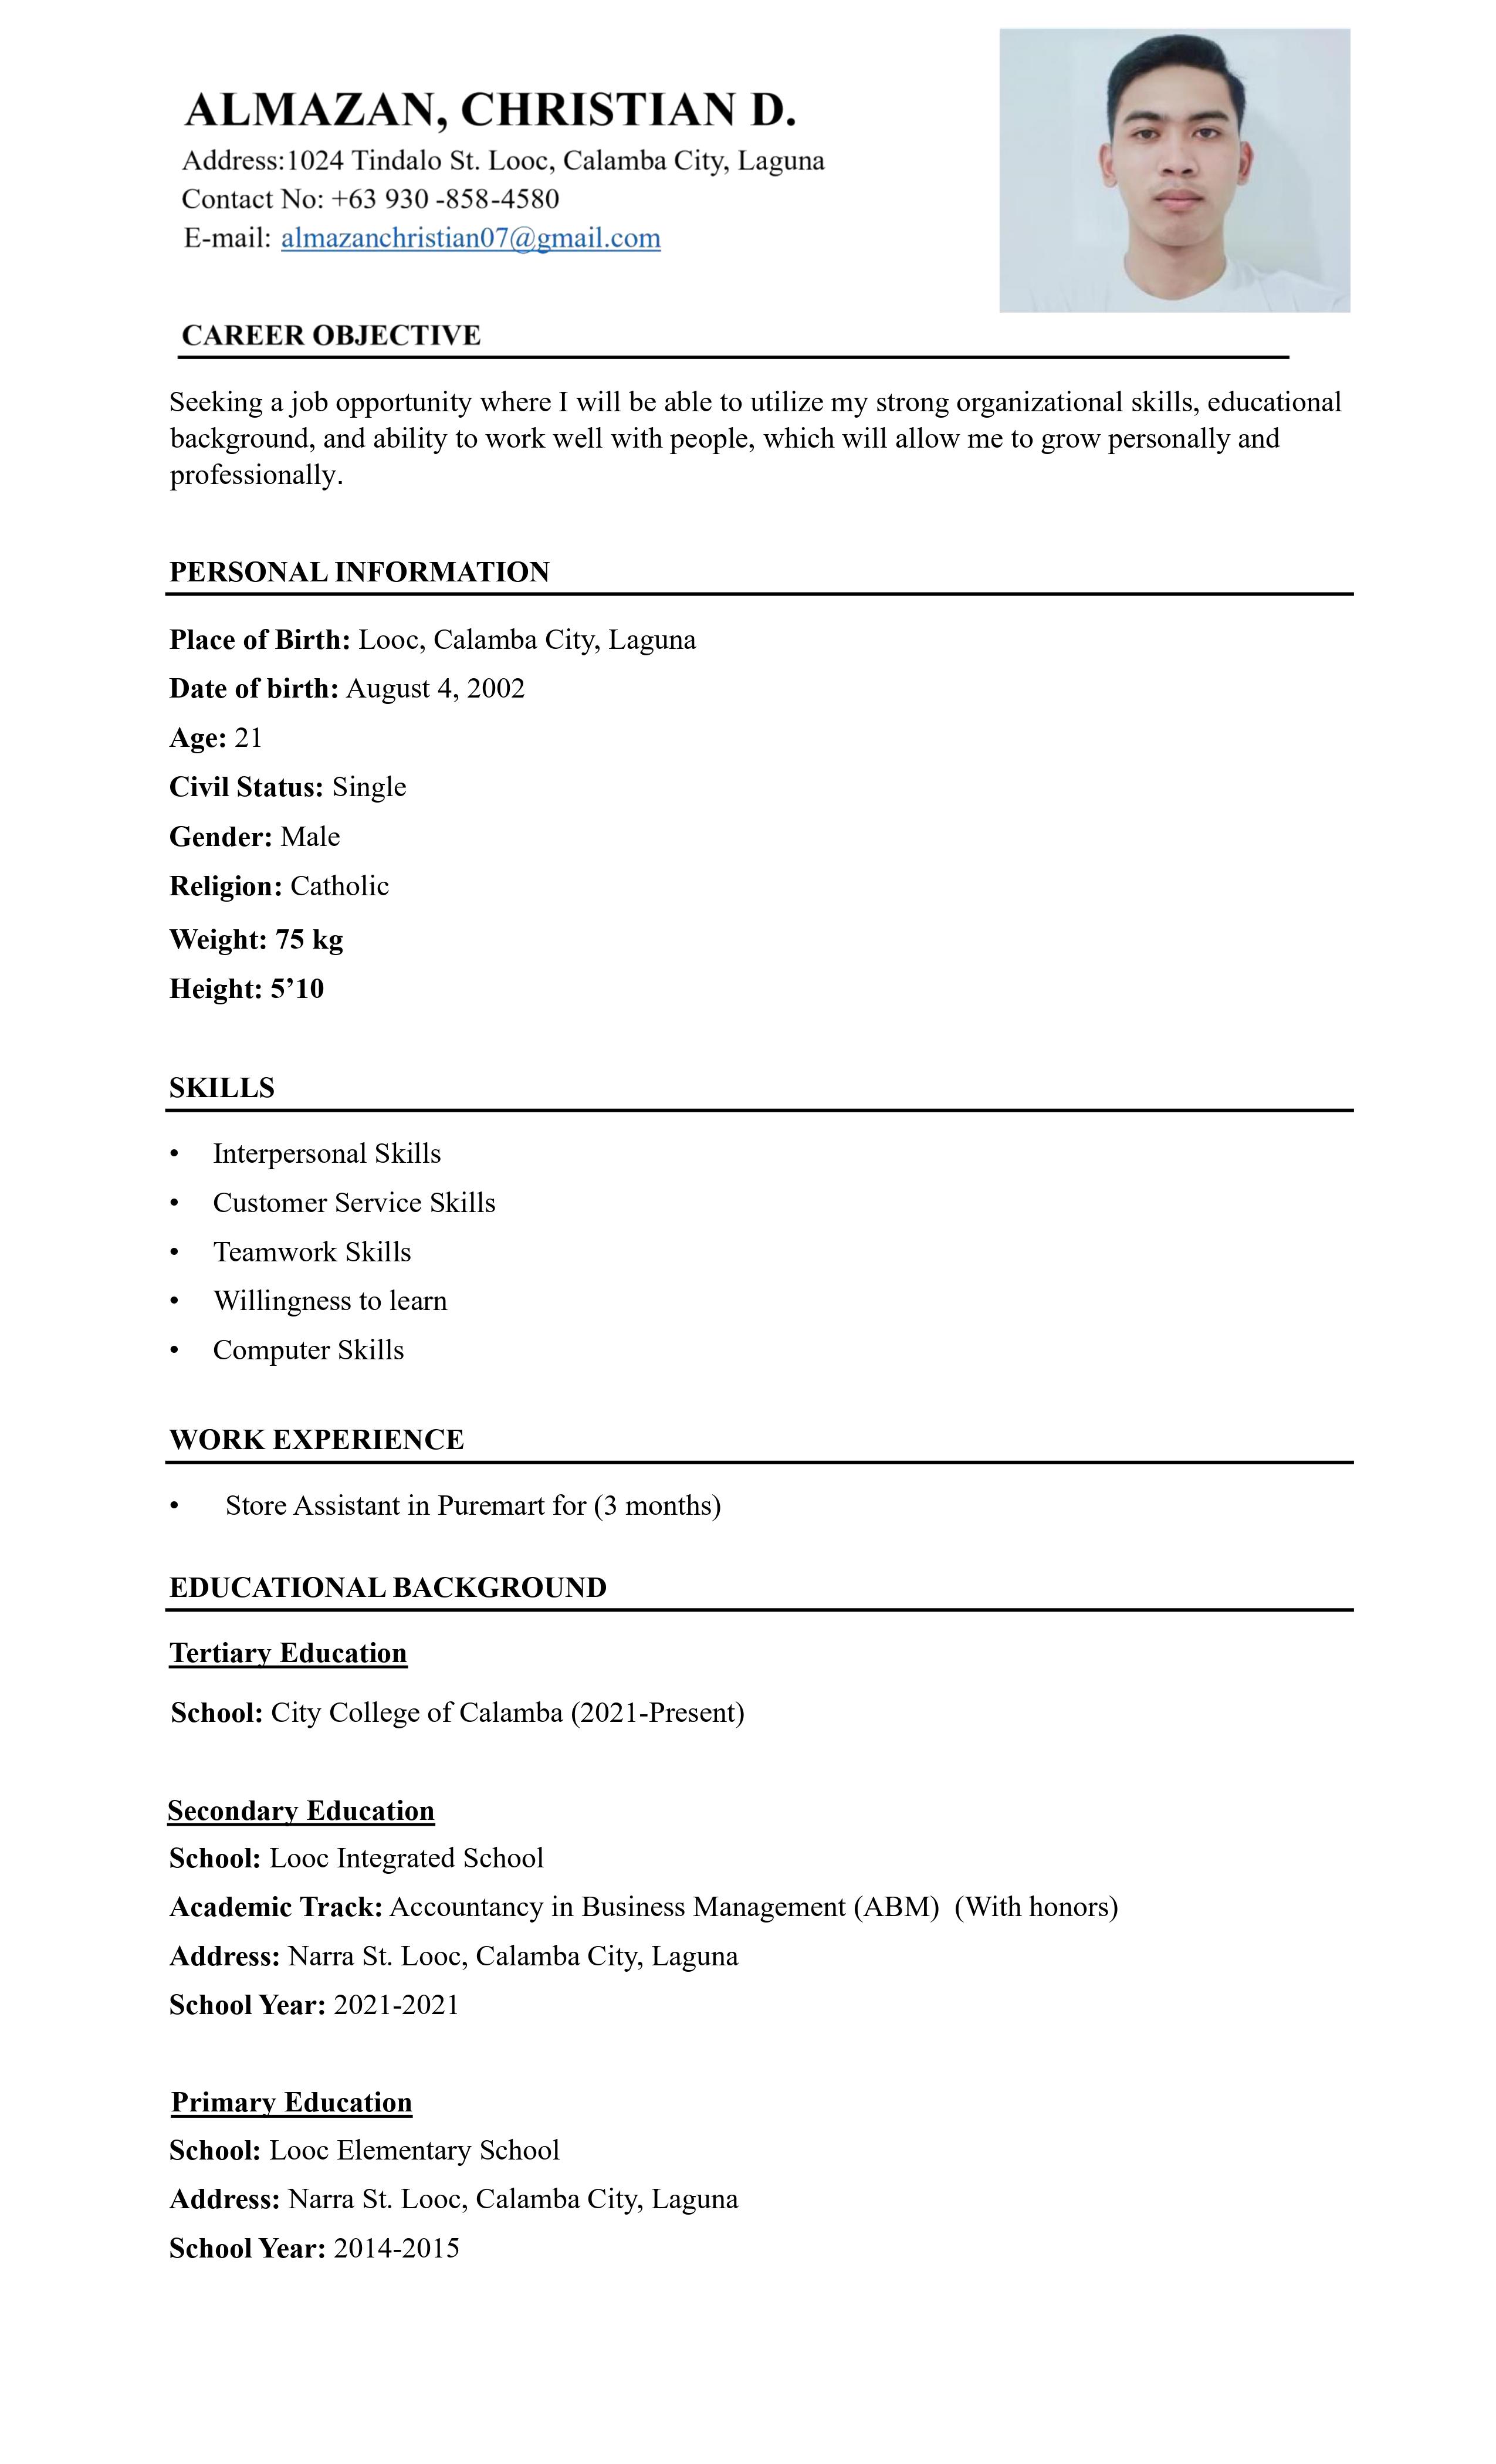 ALMAZAN, CHRISTIAN D.
Address:1024 Tindalo St. Looc, Calamba City, Laguna
Contact No: +63 930 -858-4580
E-mail: almazanchristian07@gmail.com
CAREER OBJECTIVE
Seeking a job opportunity where I will be able to utilize my strong organizational skills, educational
background, and ability to work well with people, which will allow me to grow personally and
professionally.
PERSONAL INFORMATION
Place of Birth: Looc, Calamba City, Laguna
Date of birth: August 4, 2002
Age: 21
Civil Status: Single
Gender: Male
Religion: Catholic
Weight: 75 kg
Height: 5’10
SKILLS
• Interpersonal Skills
• Customer Service Skills
• Teamwork Skills
• Willingness to learn
• Computer Skills
WORK EXPERIENCE
• Store Assistant in Puremart for (3 months)
EDUCATIONAL BACKGROUND
Tertiary Education
School: City College of Calamba (2021-Present)
Secondary Education
School: Looc Integrated School
Academic Track: Accountancy in Business Management (ABM) (With honors)
Address: Narra St. Looc, Calamba City, Laguna
School Year: 2021-2021
Primary Education
School: Looc Elementary School
Address: Narra St. Looc, Calamba City, Laguna
School Year: 2014-2015